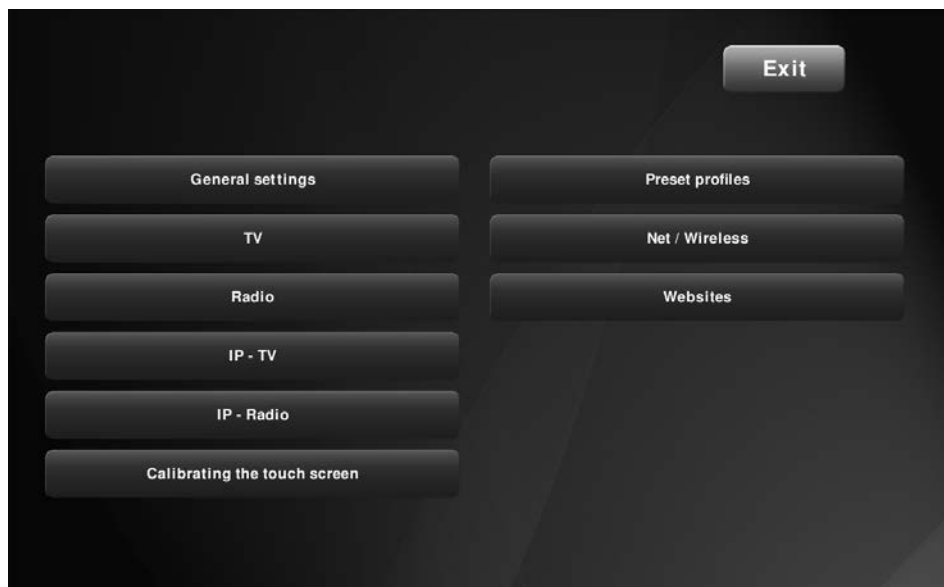 Exit
General settings
TV
Radio
IP - TV
IP - Radio
Calibrating the touch screen
Preset profiles
Net / Wireless
Websites